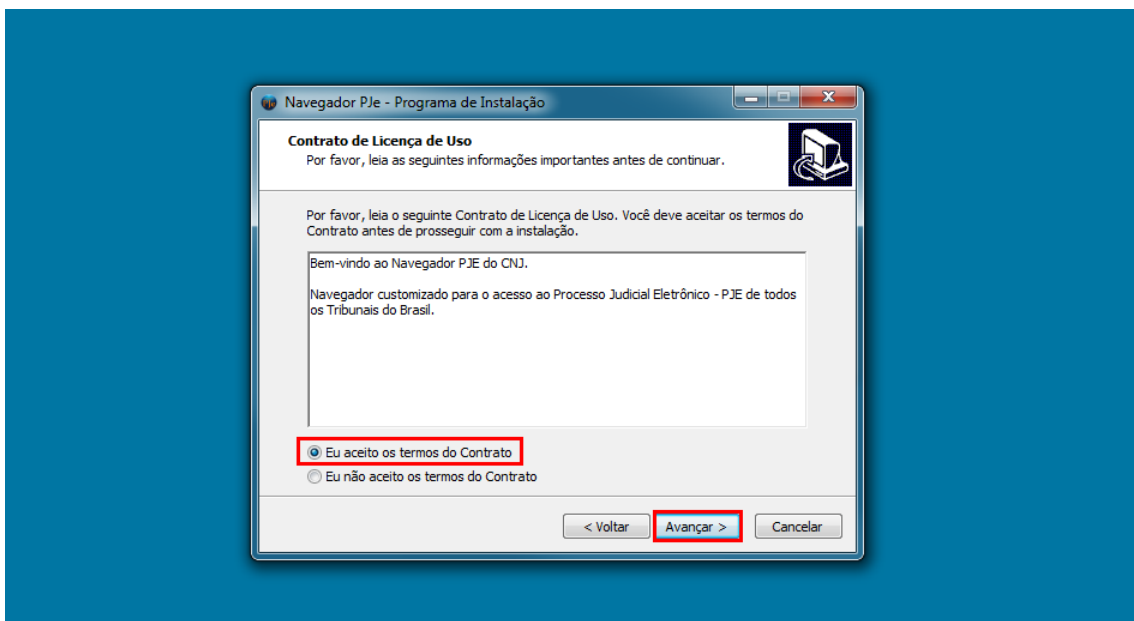 Navegador PJe - Programa de Instalação
Contrato de Licença de Uso
Por favor, leia as seguintes informações importantes antes de continuar.
Por favor, leia o seguinte Contrato de Licença de Uso. Você deve aceitar os termos do
Contrato antes de prosseguir com a instalação.
Bem-vindo ao Navegador PJE do CNJ.
Navegador customizado para o acesso ao Processo Judicial Eletrônico - PJE de todos
os Tribunais do Brasil.
Eu aceito os termos do Contrato
Eu não aceito os termos do Contrato
< Voltar Avançar > Cancelar